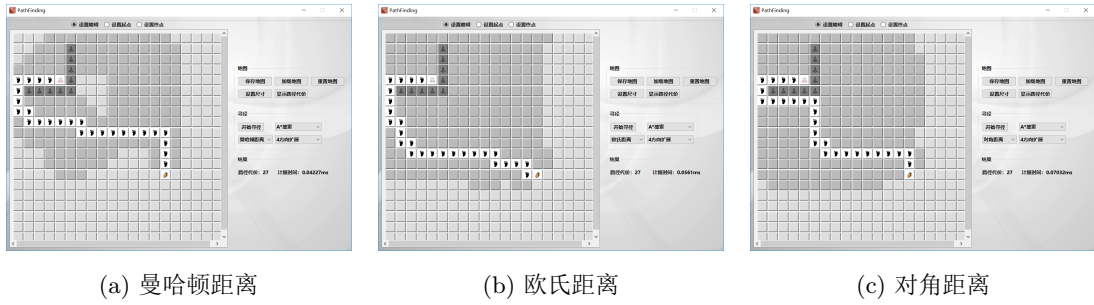 PathFinding
设置障碍 设置起点 设置终点
地图
保存地图 加载地图 重置地图
设置尺寸 显示路径代价
寻径
开始寻径 A*搜索
曼哈顿距离 4方向扩展
结果
路径代价：27 计算时间：0.04227ms
(a) 曼哈顿距离
PathFinding
设置障碍 设置起点 设置终点
地图
保存地图 加载地图 重置地图
设置尺寸 显示路径代价
寻径
开始寻径 A*搜索
欧氏距离 4方向扩展
结果
路径代价：27 计算时间：0.0561ms
(b) 欧氏距离
PathFinding
设置障碍 设置起点 设置终点
地图
保存地图 加载地图 重置地图
设置尺寸 显示路径代价
寻径
开始寻径 A*搜索
对角距离 4方向扩展
结果
路径代价：27 计算时间：0.07032ms
(c) 对角距离